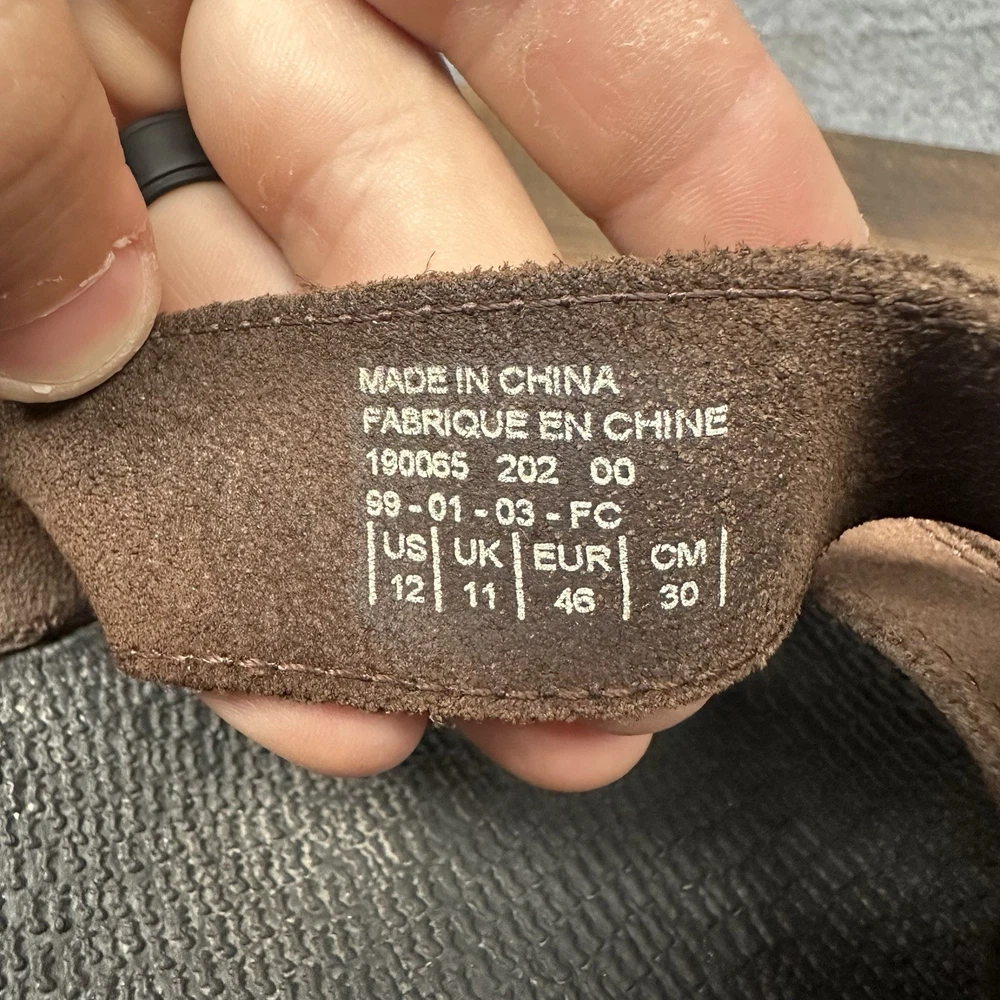 MADE IN CHINA
FABRIQUE EN CHINE
190065 202 00
99-01-03-FC
US UK EUR CM
12 11 46 30